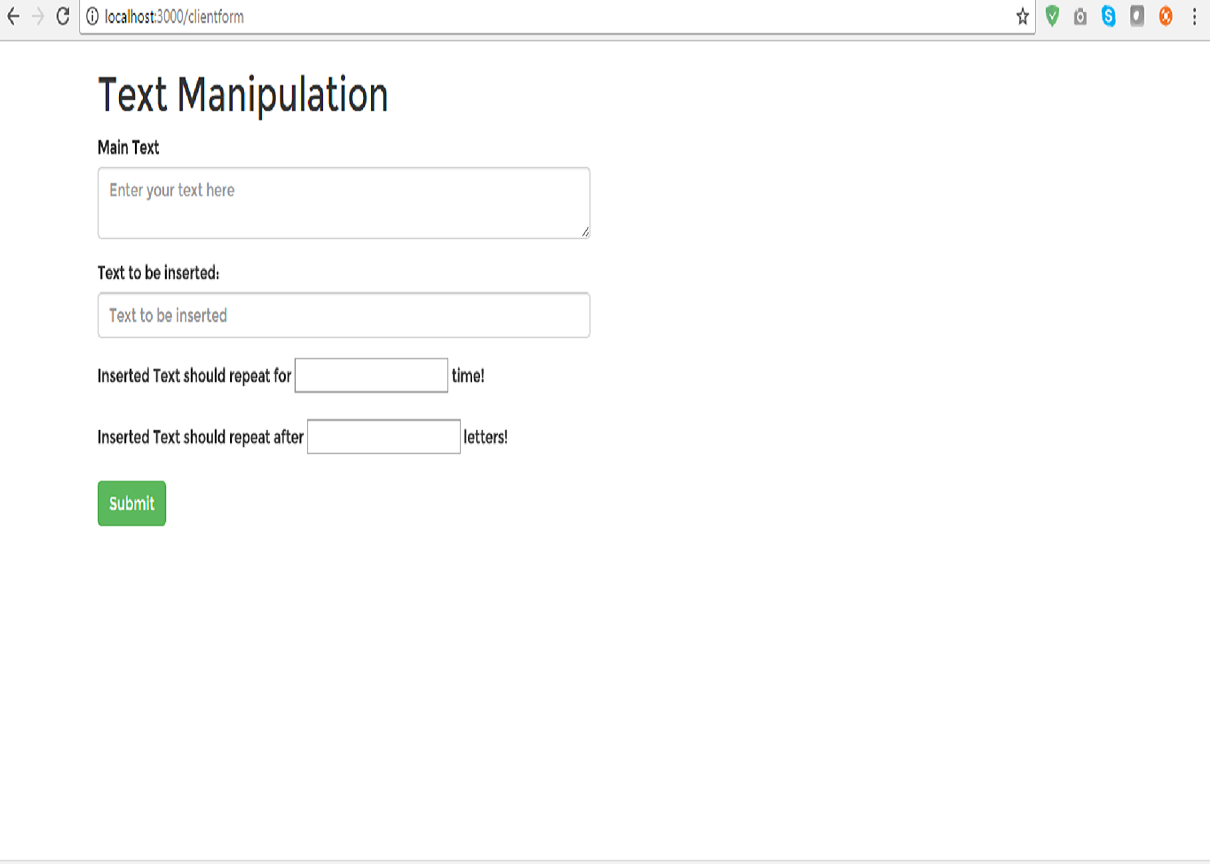 localhost:3000/clientform
Text Manipulation
Main Text
Enter your text here
Text to be inserted:
Text to be inserted
Inserted Text should repeat for time!
Inserted Text should repeat after letters!
Submit